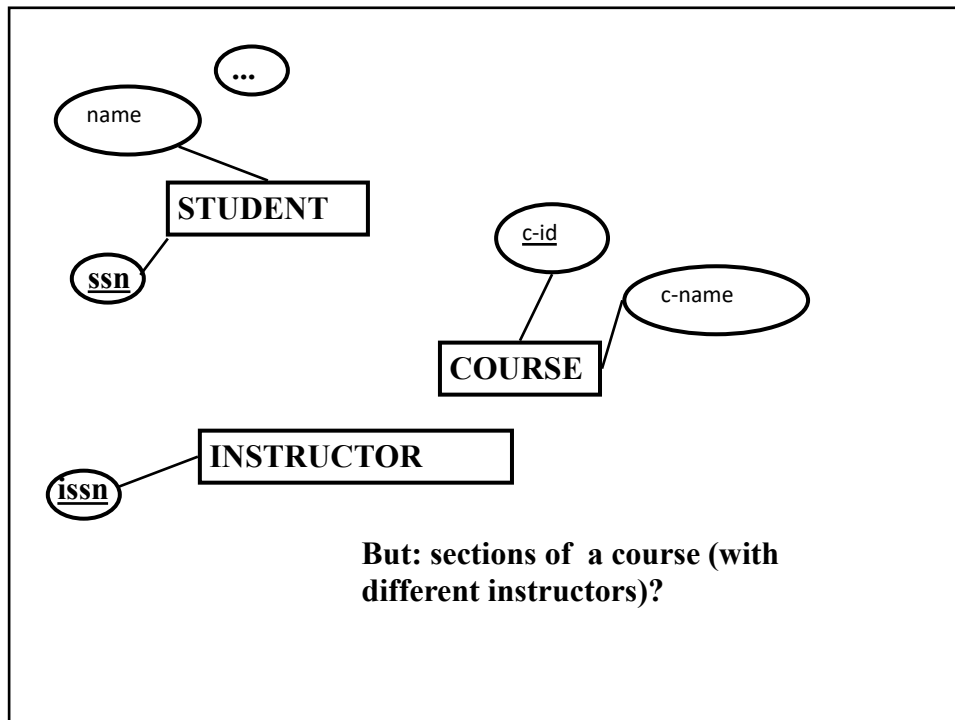 ...
name
STUDENT
ssn
c-id
c-name
COURSE
INSTRUCTOR
issn
But: sections of a course (with
different instructors)?